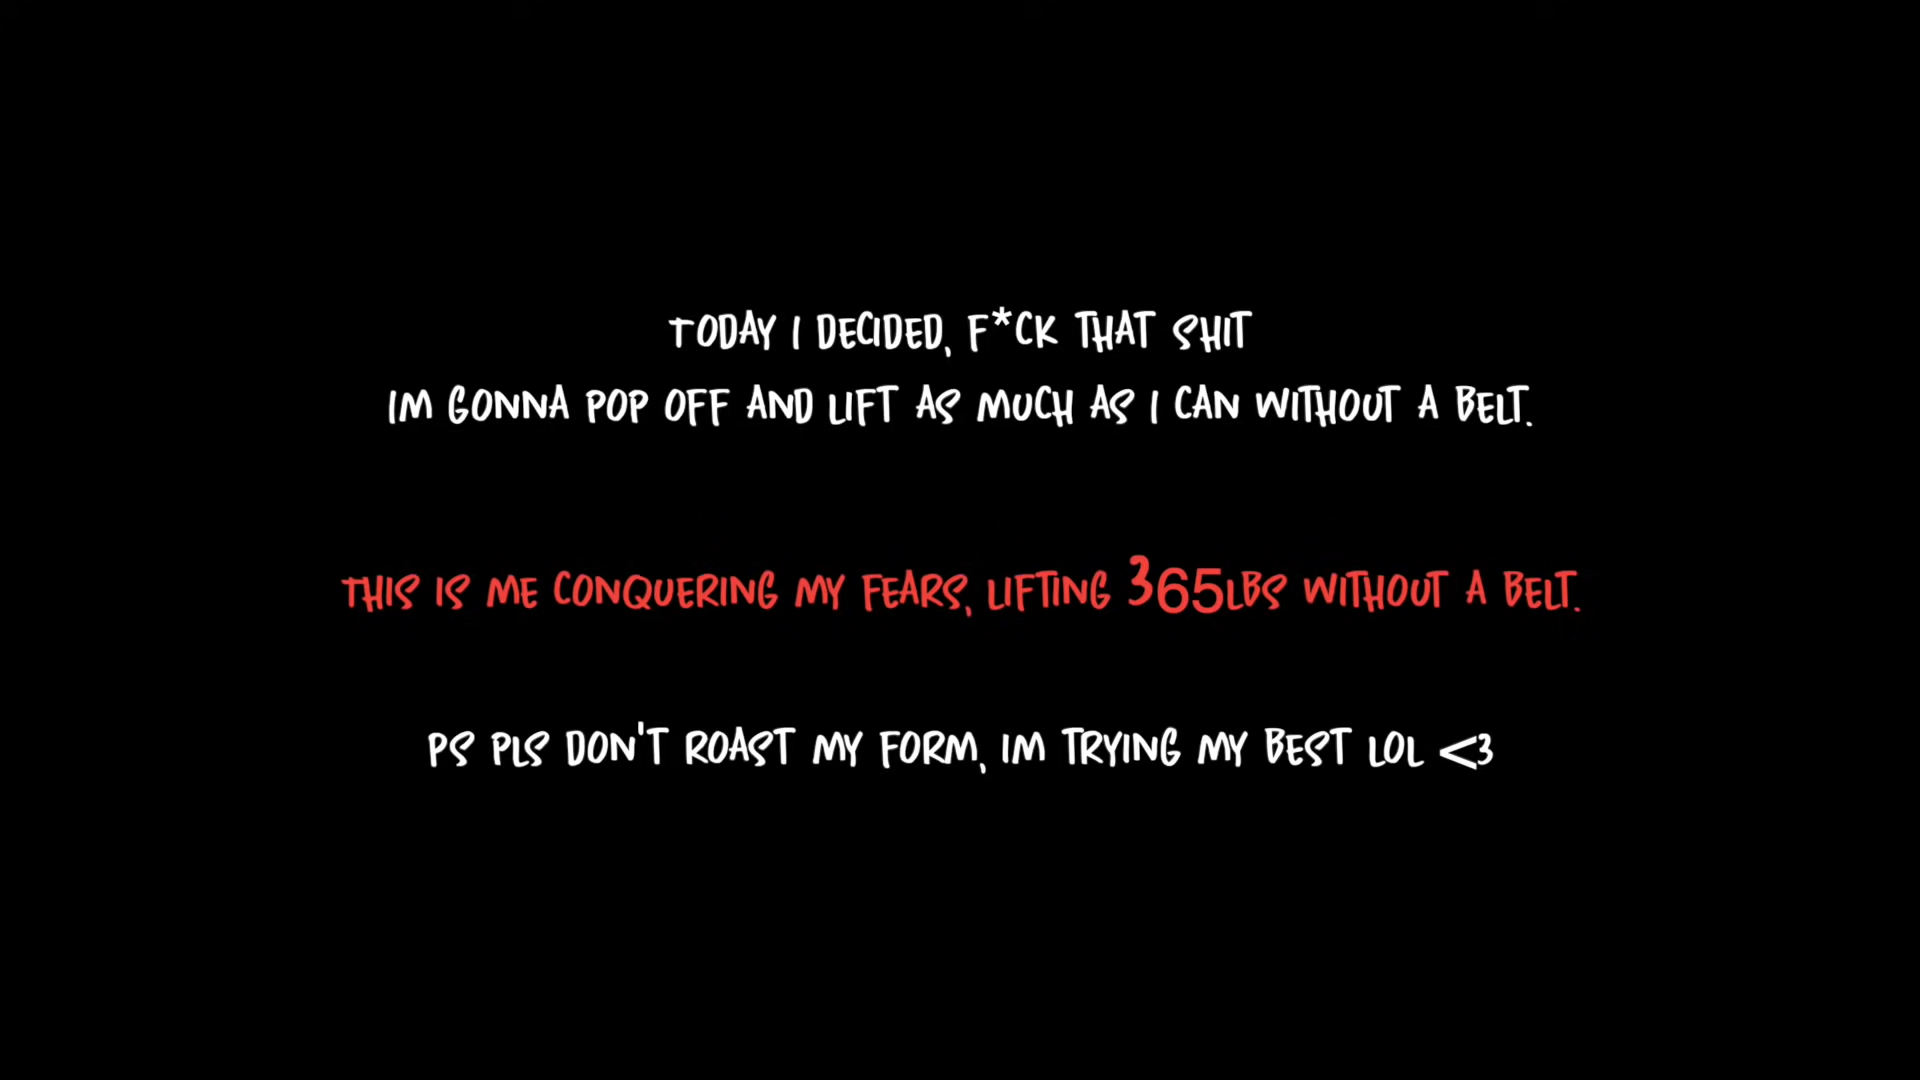 TODAY I DECIDED, F*CK THAT SHIT
IM GONNA POP OFF AND LIFT AS MUCH AS I CAN WITHOUT A BELT.
THIS IS ME CONQUERING MY FEARS, LIFTING 365LBS WITHOUT A BELT.
PS PLS DON'T ROAST MY FORM, IM TRYING MY BEST LOL <3